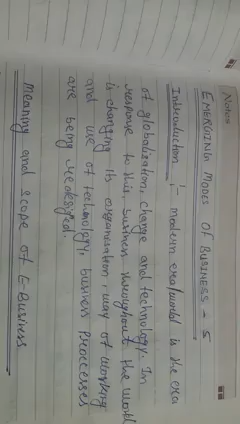 Notes
EMERGING MODES OF BUSINESS - 5
Introduction :- modern era/world is the era
of globalization, change and technology. In
response to this, business throughout the world
is changing its organisation, way of working
and use of technology, business processes
are being redesigned.
Meaning and scope of E-Business